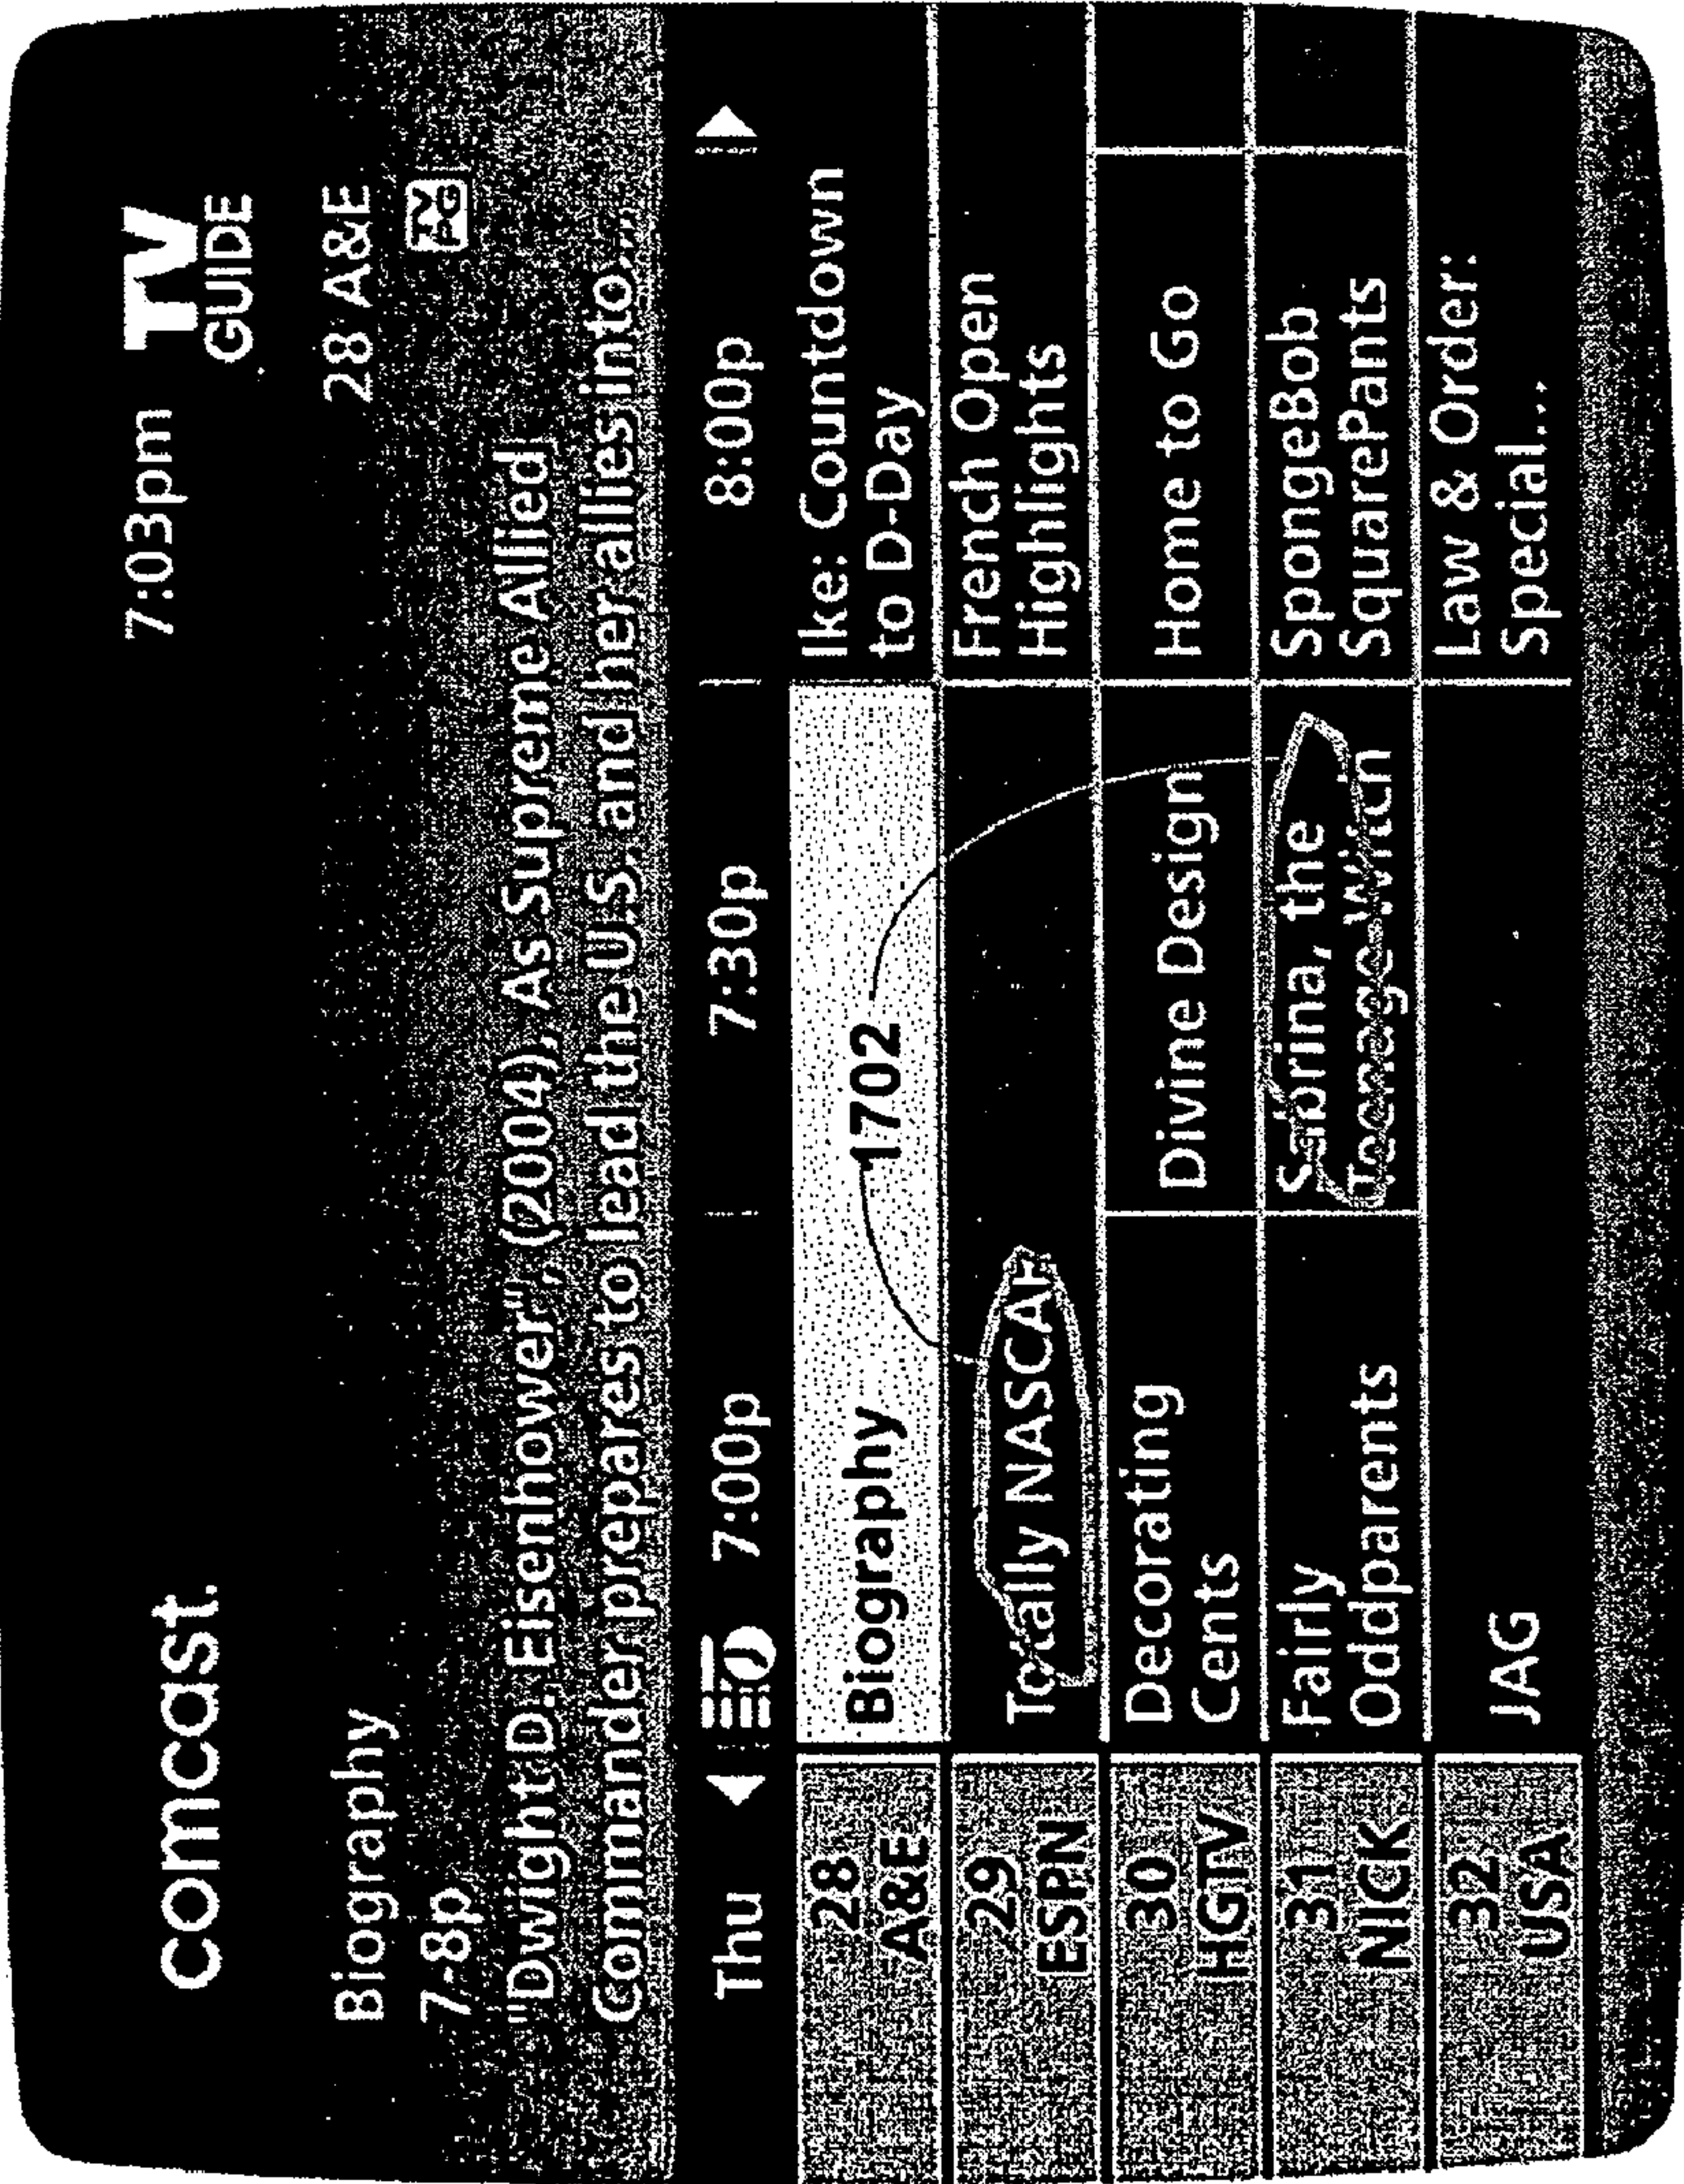 comcast.
7:03pm
TV
GUIDE
Biography
28 A&E
7-8p
TV
PG
"Dwight D. Eisenhower", (2004), As Supreme Allied
Commander prepares to lead the U.S. and her allies into...
Thu
7:00p
7:30p
8:00p
28
A&E
Biography
1702
Ike: Countdown
to D-Day
29
ESPN
Totally NASCAR
French Open
Highlights
30
HGTV
Decorating
Cents
Divine Design
Home to Go
31
NICK
Fairly
Oddparents
Sabrina, the
Teenage Witch
SpongeBob
SquarePants
32
USA
JAG
Law & Order:
Special...